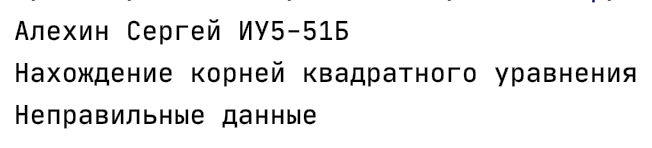 Алехин Сергей ИУ5-51Б
Нахождение корней квадратного уравнения
Неправильные данные